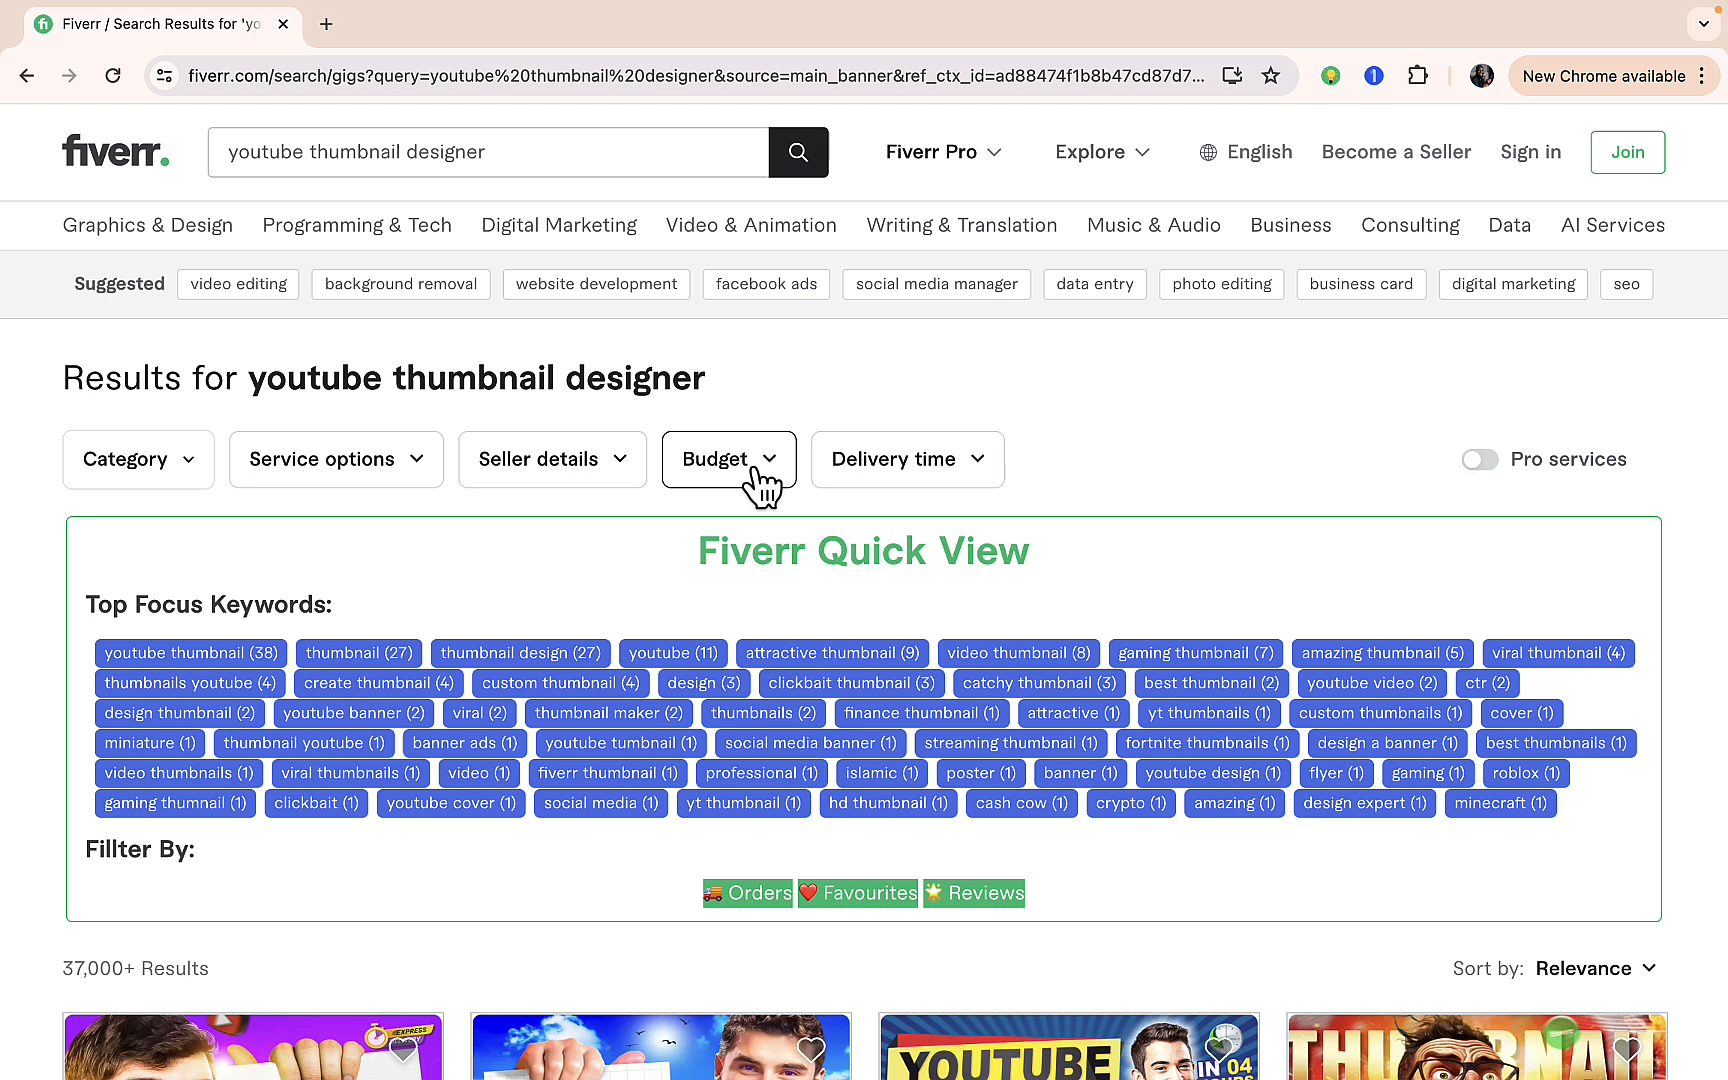 Fiverr / Search Results for 'yo
fiverr.com/search/gigs?query=youtube%20thumbnail%20designer&source=main_banner&ref_ctx_id=ad88474f1b8b47cd87d7...
New Chrome available
fiverr.
youtube thumbnail designer
Fiverr Pro
Explore
English
Become a Seller
Sign in
Join
Graphics & Design
Programming & Tech
Digital Marketing
Video & Animation
Writing & Translation
Music & Audio
Business
Consulting
Data
AI Services
Suggested
video editing
background removal
website development
facebook ads
social media manager
data entry
photo editing
business card
digital marketing
seo
Results for youtube thumbnail designer
Category
Service options
Seller details
Budget
Delivery time
Pro services
Fiverr Quick View
Top Focus Keywords:
youtube thumbnail (38) thumbnail (27) thumbnail design (27) youtube (11) attractive thumbnail (9) video thumbnail (8) gaming thumbnail (7) amazing thumbnail (5) viral thumbnail (4)
thumbnails youtube (4) create thumbnail (4) custom thumbnail (4) design (3) clickbait thumbnail (3) catchy thumbnail (3) best thumbnail (2) youtube video (2) ctr (2)
design thumbnail (2) youtube banner (2) viral (2) thumbnail maker (2) thumbnails (2) finance thumbnail (1) attractive (1) yt thumbnails (1) custom thumbnails (1) cover (1)
miniature (1) thumbnail youtube (1) banner ads (1) youtube tumbnail (1) social media banner (1) streaming thumbnail (1) fortnite thumbnails (1) design a banner (1) best thumbnails (1)
video thumbnails (1) viral thumbnails (1) video (1) fiverr thumbnail (1) professional (1) islamic (1) poster (1) banner (1) youtube design (1) flyer (1) gaming (1) roblox (1)
gaming thumnail (1) clickbait (1) youtube cover (1) social media (1) yt thumbnail (1) hd thumbnail (1) cash cow (1) crypto (1) amazing (1) design expert (1) minecraft (1)
Fillter By:
Orders
Favourites
Reviews
37,000+ Results
Sort by: Relevance
EXPRESS
YOUTUBE
IN 04